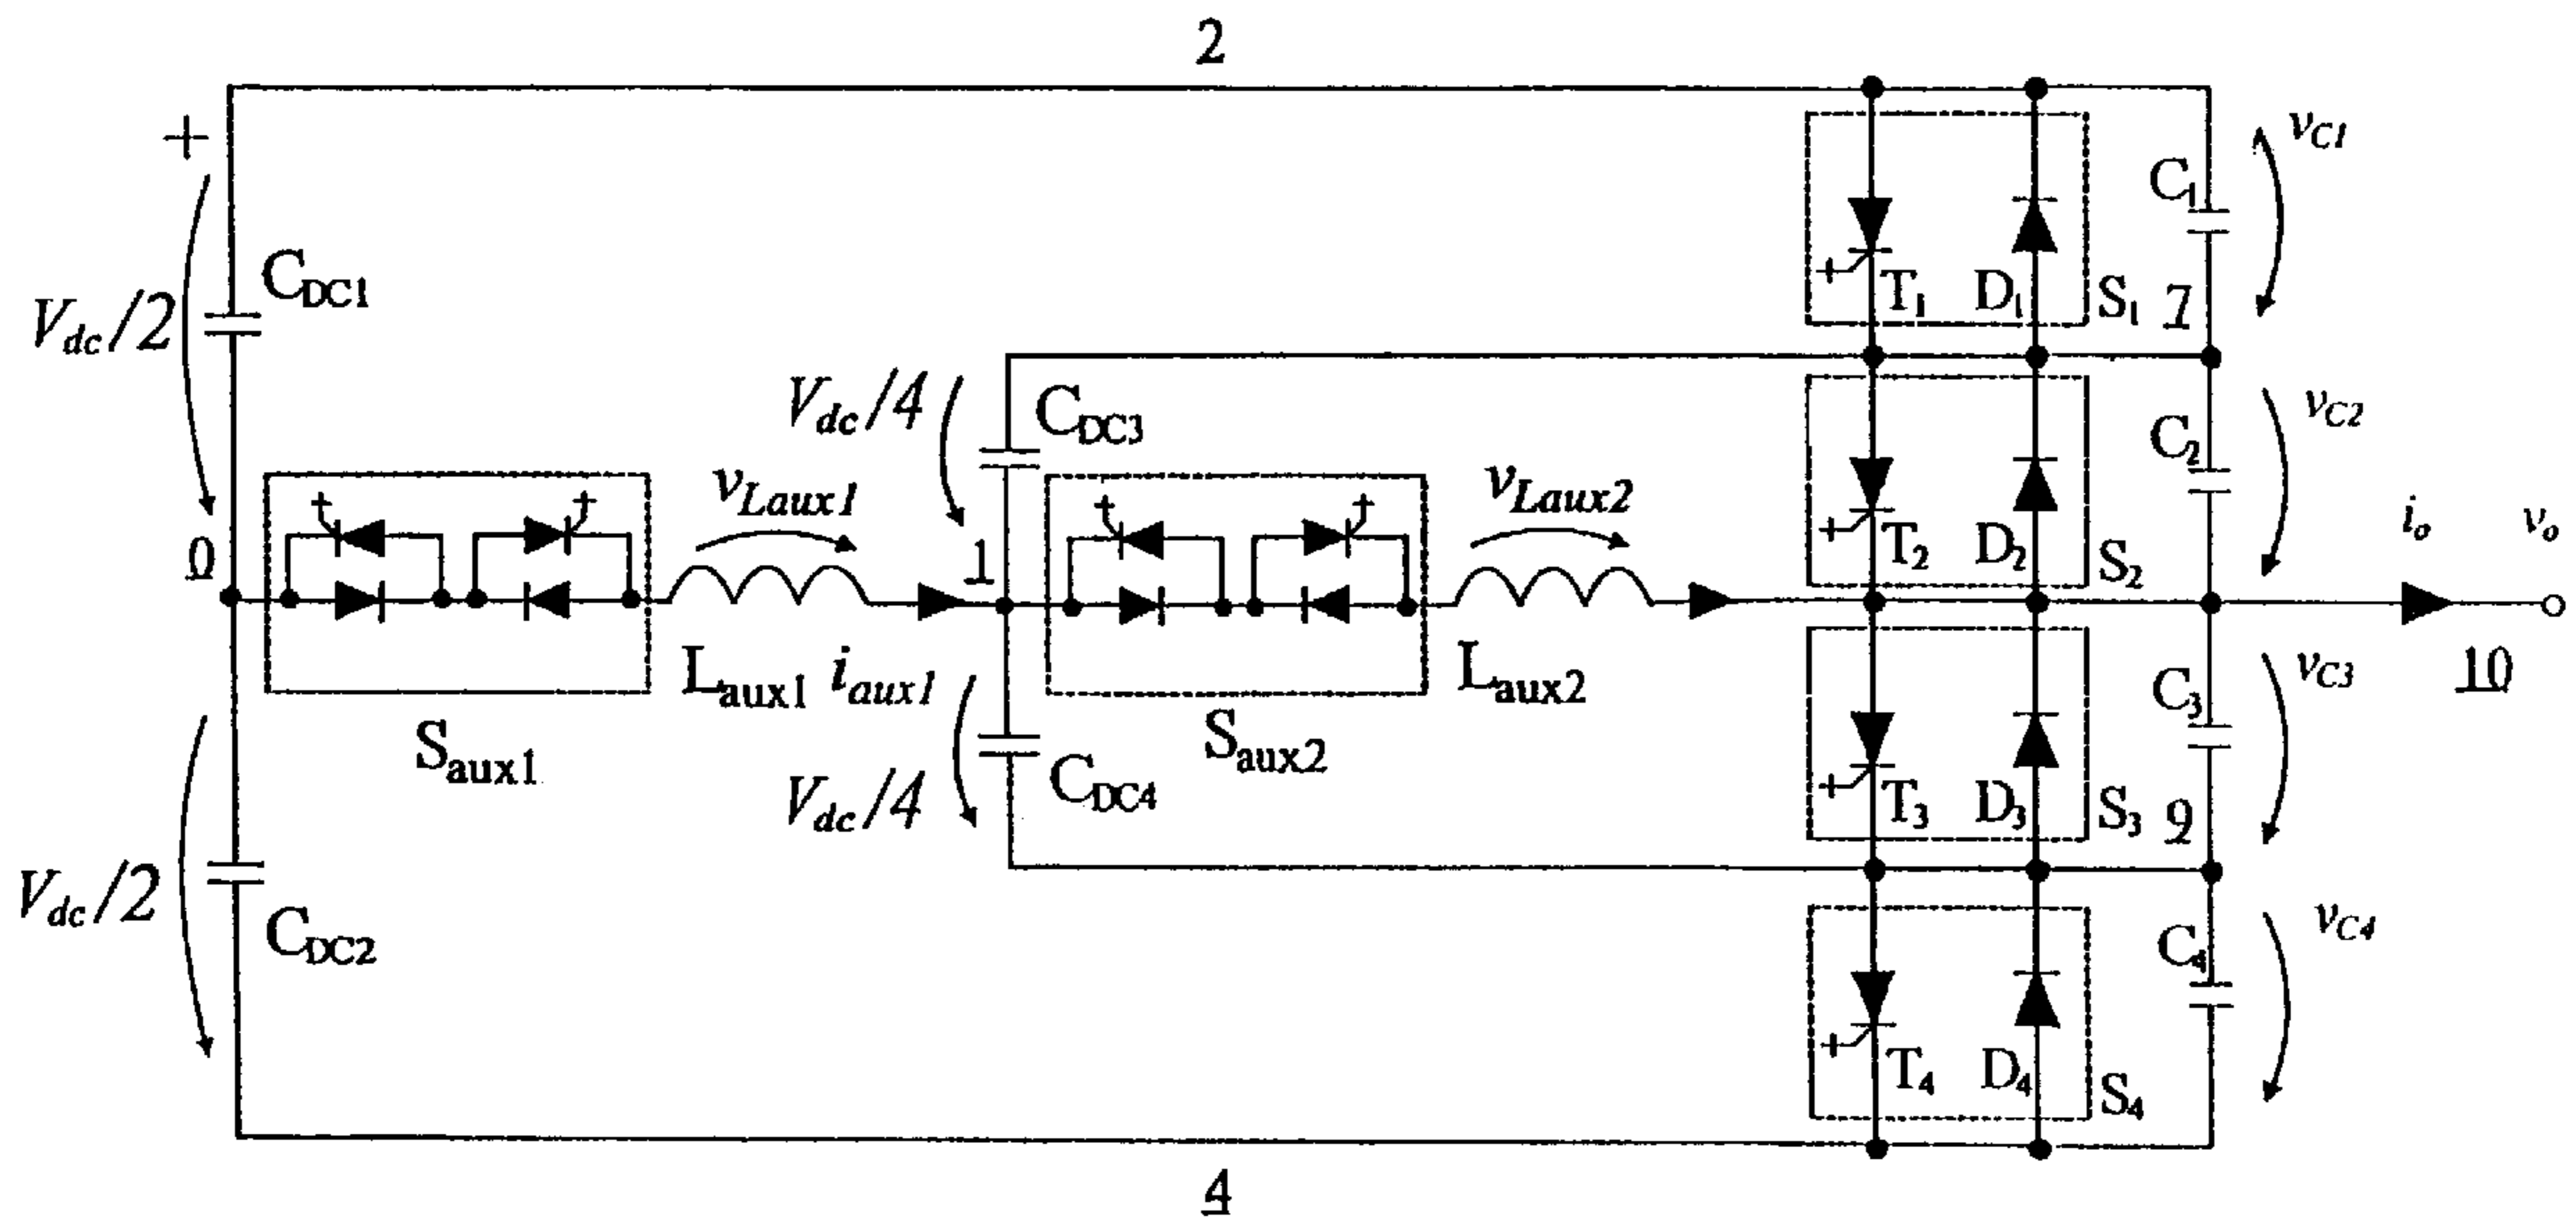 2
+
V_dc/2
C_DC1
0
S_aux1
v_Laux1
L_aux1
i_aux1
V_dc/2
C_DC2
V_dc/4
C_DC3
1
S_aux2
v_Laux2
L_aux2
V_dc/4
C_DC4
T_1
D_1
S_1
7
C_1
v_C1
T_2
D_2
S_2
C_2
v_C2
i_o
v_o
10
T_3
D_3
S_3
9
C_3
v_C3
T_4
D_4
S_4
C_4
v_C4
4